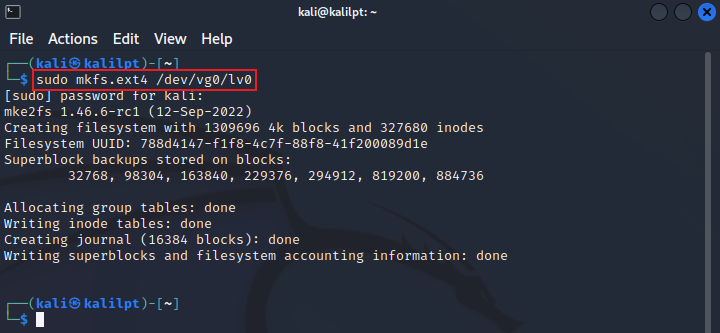 kali@kalilpt: ~
File Actions Edit View Help
┌──(kali㉿kalilpt)-[~]
└─$ sudo mkfs.ext4 /dev/vg0/lv0
[sudo] password for kali:
mke2fs 1.46.6-rc1 (12-Sep-2022)
Creating filesystem with 1309696 4k blocks and 327680 inodes
Filesystem UUID: 788d4147-f1f8-4c7f-88f8-41f200089d1e
Superblock backups stored on blocks:
        32768, 98304, 163840, 229376, 294912, 819200, 884736

Allocating group tables: done
Writing inode tables: done
Creating journal (16384 blocks): done
Writing superblocks and filesystem accounting information: done

┌──(kali㉿kalilpt)-[~]
└─$